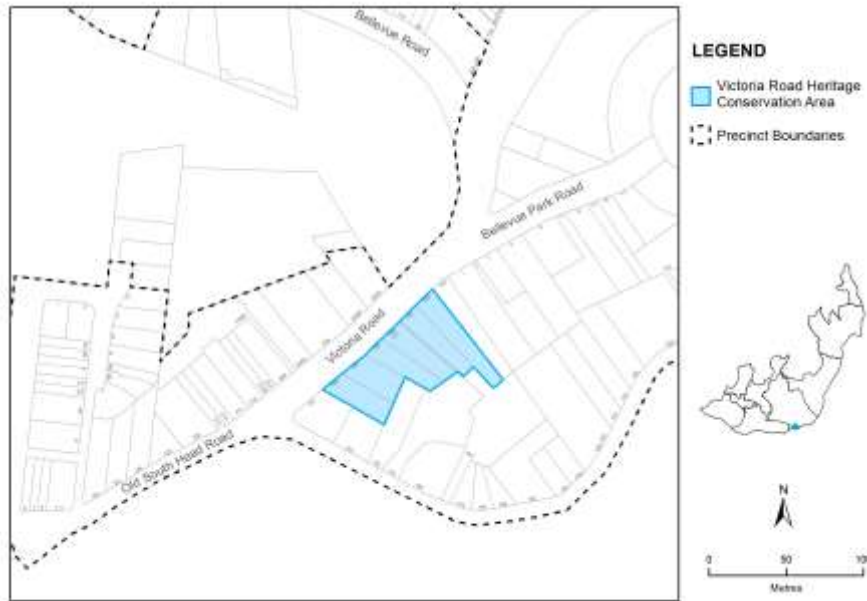 Bellevue Road
Bellevue Park Road
Victoria Road
Old South Head Road
LEGEND
Victoria Road Heritage
Conservation Area
Precinct Boundaries
N
0 50 100
Metres